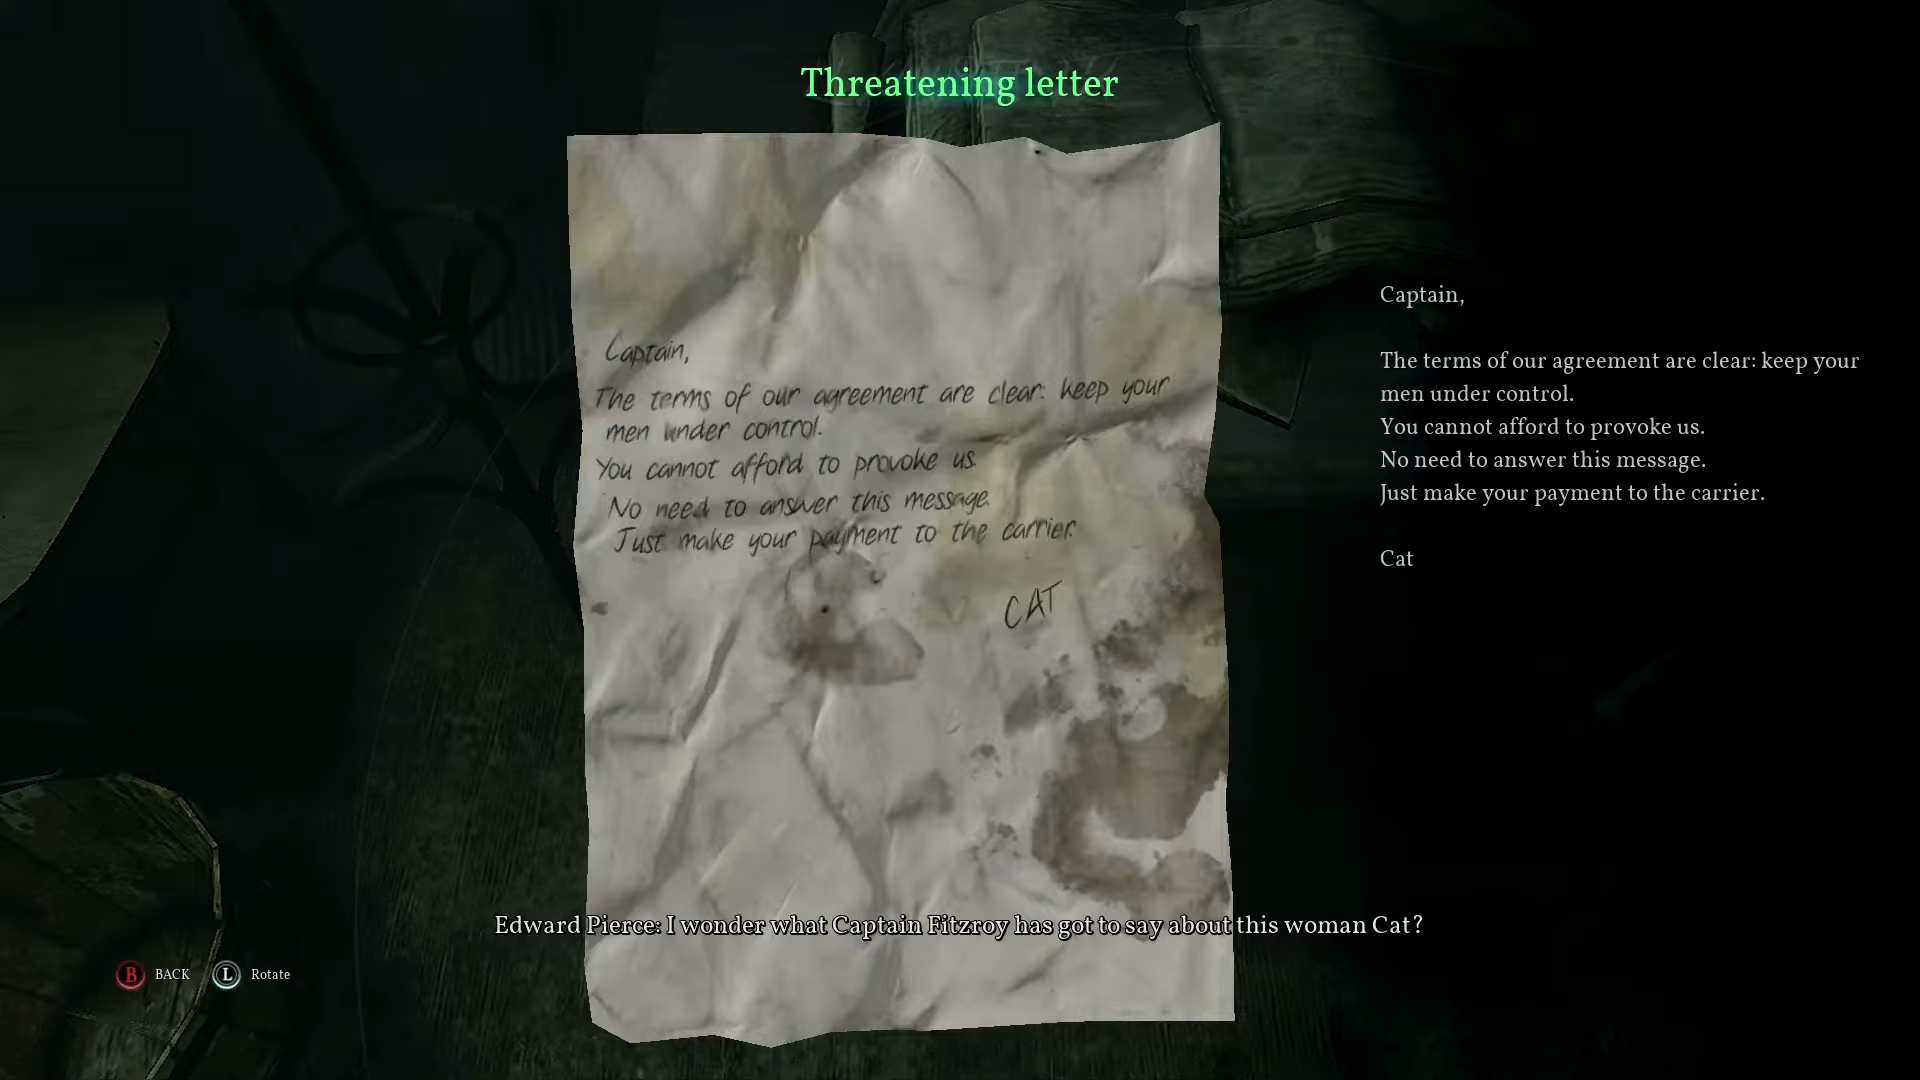 Threatening letter
Captain,
The terms of our agreement are clear: keep your
men under control.
You cannot afford to provoke us.
No need to answer this message.
Just make your payment to the carrier.
CAT
Captain,
The terms of our agreement are clear: keep your
men under control.
You cannot afford to provoke us.
No need to answer this message.
Just make your payment to the carrier.
Cat
Edward Pierce: I wonder what Captain Fitzroy has got to say about this woman Cat?
B BACK L Rotate